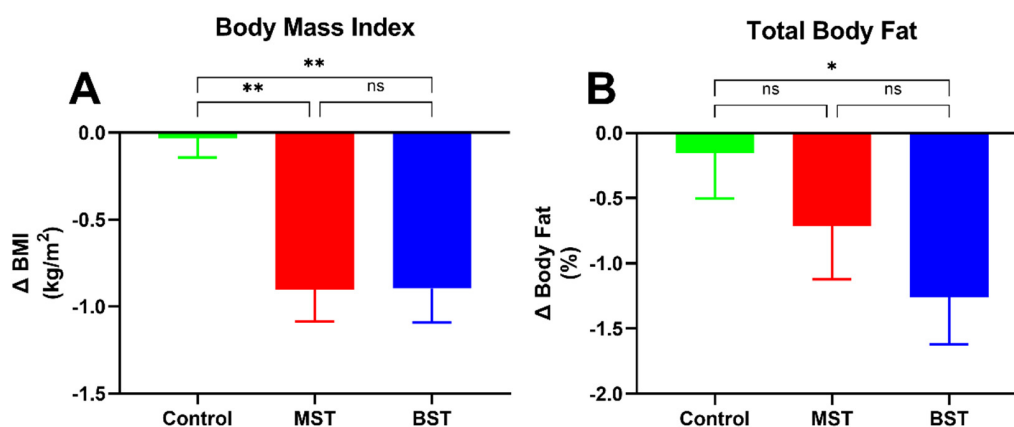 Body Mass Index
A
**
**
ns
0.0
-0.5
-1.0
-1.5
Δ BMI
(kg/m²)
Control MST BST
Total Body Fat
B
*
ns ns
0.0
-0.5
-1.0
-1.5
-2.0
Δ Body Fat
(%)
Control MST BST